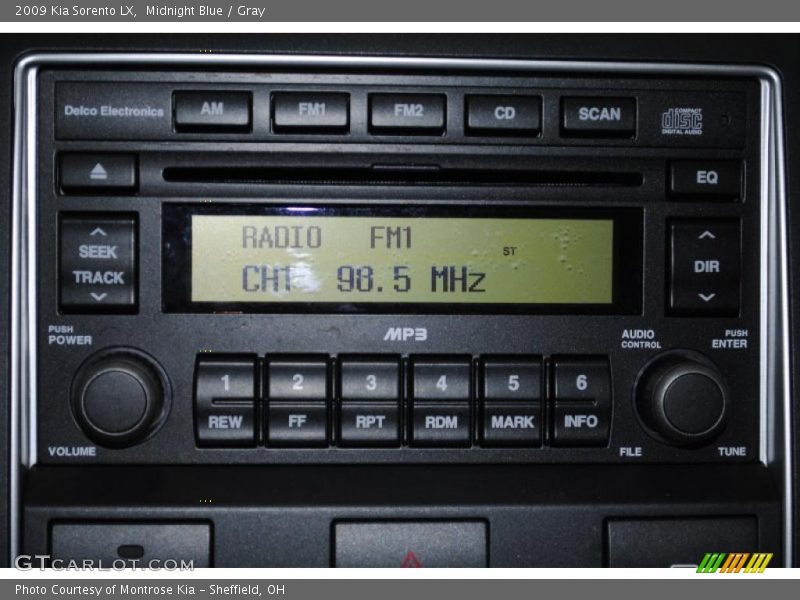 2009 Kia Sorento LX,  Midnight Blue / Gray
Delco Electronics
AM
FM1
FM2
CD
SCAN
COMPACT
disc
DIGITAL AUDIO
EQ
SEEK
TRACK
RADIO FM1
ST
CH1 98.5 MHz
DIR
PUSH
POWER
MP3
AUDIO
CONTROL
PUSH
ENTER
1
2
3
4
5
6
REW
FF
RPT
RDM
MARK
INFO
VOLUME
FILE
TUNE
GTCARLOT.COM
Photo Courtesy of Montrose Kia – Sheffield, OH